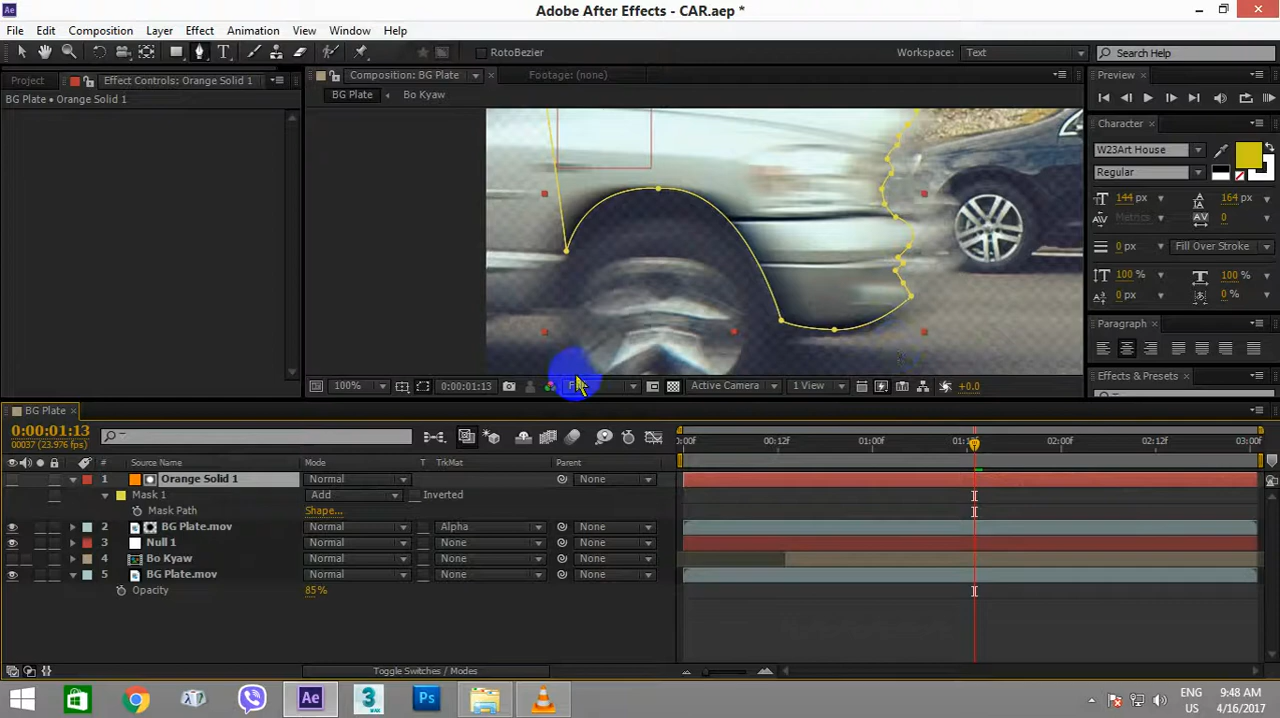 Adobe After Effects - CAR.aep *
File Edit Composition Layer Effect Animation View Window Help
RotoBezier Workspace: Text Search Help
Project Effect Controls: Orange Solid 1 Composition: BG Plate Footage: (none) Preview
BG Plate • Orange Solid 1 BG Plate Bo Kyaw
Character
W23Art House
Regular
144 px 164 px
Metrics 0
0 px Fill Over Stroke
100 % 100 %
0 px 0 %
Paragraph
Effects & Presets
100% 0:00:01:13 Active Camera 1 View +0.0
BG Plate
0:00:01:13
00037 (23.976 fps)
:00f 00:12f 01:00f 02:00f 02:12f 03:00f
# Source Name Mode T TrkMat Parent
1 Orange Solid 1 Normal None
Mask 1 Add Inverted
Mask Path Shape...
2 BG Plate.mov Normal Alpha None
3 Null 1 Normal None None
4 Bo Kyaw Normal None None
5 BG Plate.mov Normal None None
Opacity 85%
Toggle Switches / Modes
Ae 3 MAX Ps ENG 9:48 AM
US 4/16/2017